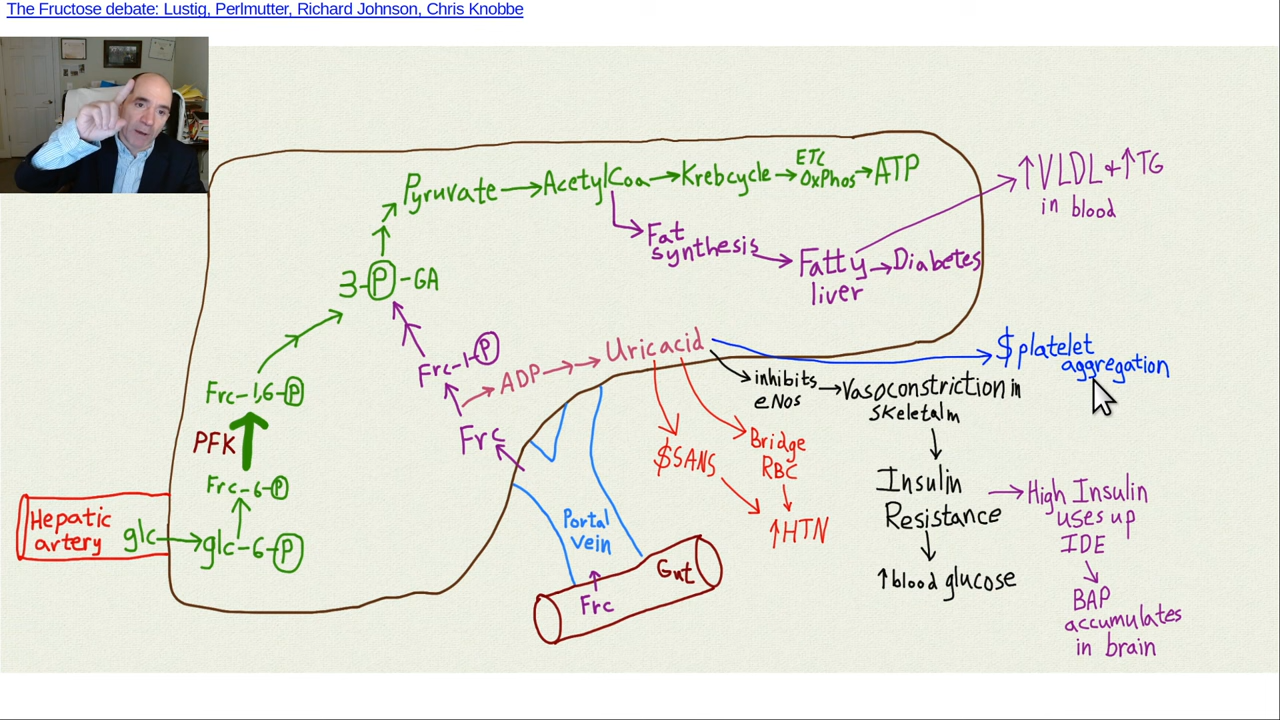 The Fructose debate: Lustig, Perlmutter, Richard Johnson, Chris Knobbe
Pyruvate → AcetylCoa → Krebcycle → ETC OxPhos → ATP
↑VLDL & ↑TG
in blood
Fat
synthesis
Fatty → Diabetes
liver
3-P-GA
Frc-1-P
ADP
Uricacid
$platelet
aggregation
Frc-1,6-P
inhibits
eNos
Vasoconstriction in
Skeletal m
PFK
Frc
$SANS
Bridge
RBC
Frc-6-P
Insulin
Resistance
High Insulin
uses up
IDE
Hepatic
artery
glc
glc-6-P
Portal
vein
↑HTN
Gut
Frc
↑blood glucose
BAP
accumulates
in brain